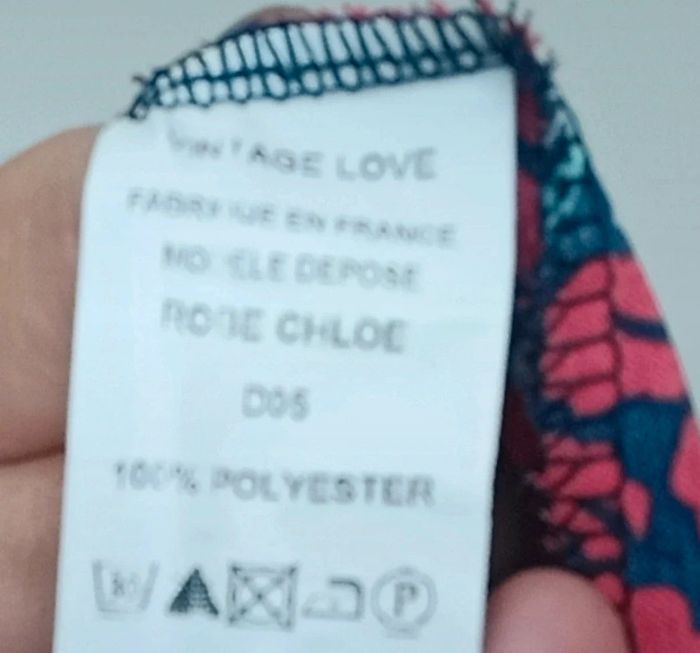 VINTAGE LOVE
FABRIQUE EN FRANCE
MODELE DEPOSE
ROBE CHLOE
D05
100% POLYESTER
P